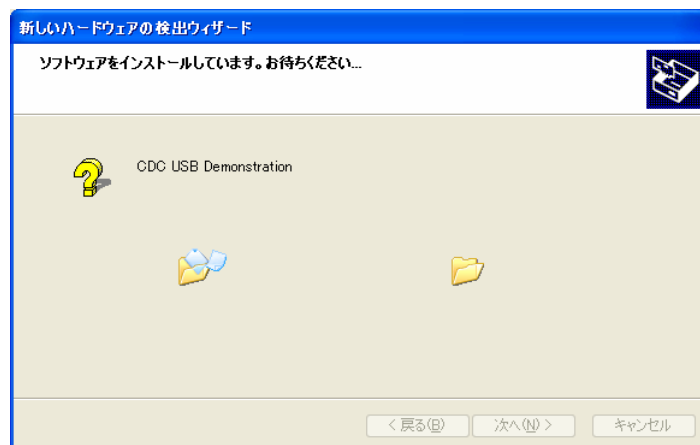 新しいハードウェアの検出ウィザード
ソフトウェアをインストールしています。お待ちください...
CDC USB Demonstration
< 戻る(B)
次へ(N) >
キャンセル